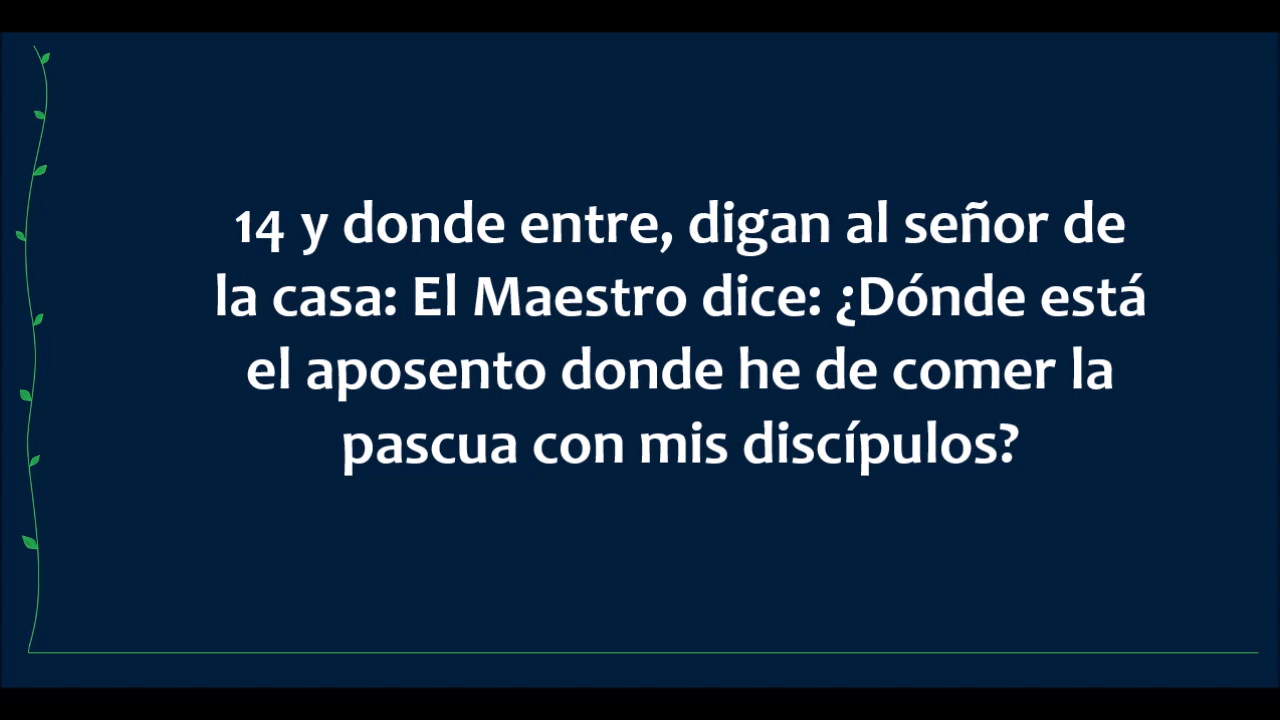 14 y donde entre, digan al señor de
la casa: El Maestro dice: ¿Dónde está
el aposento donde he de comer la
pascua con mis discípulos?